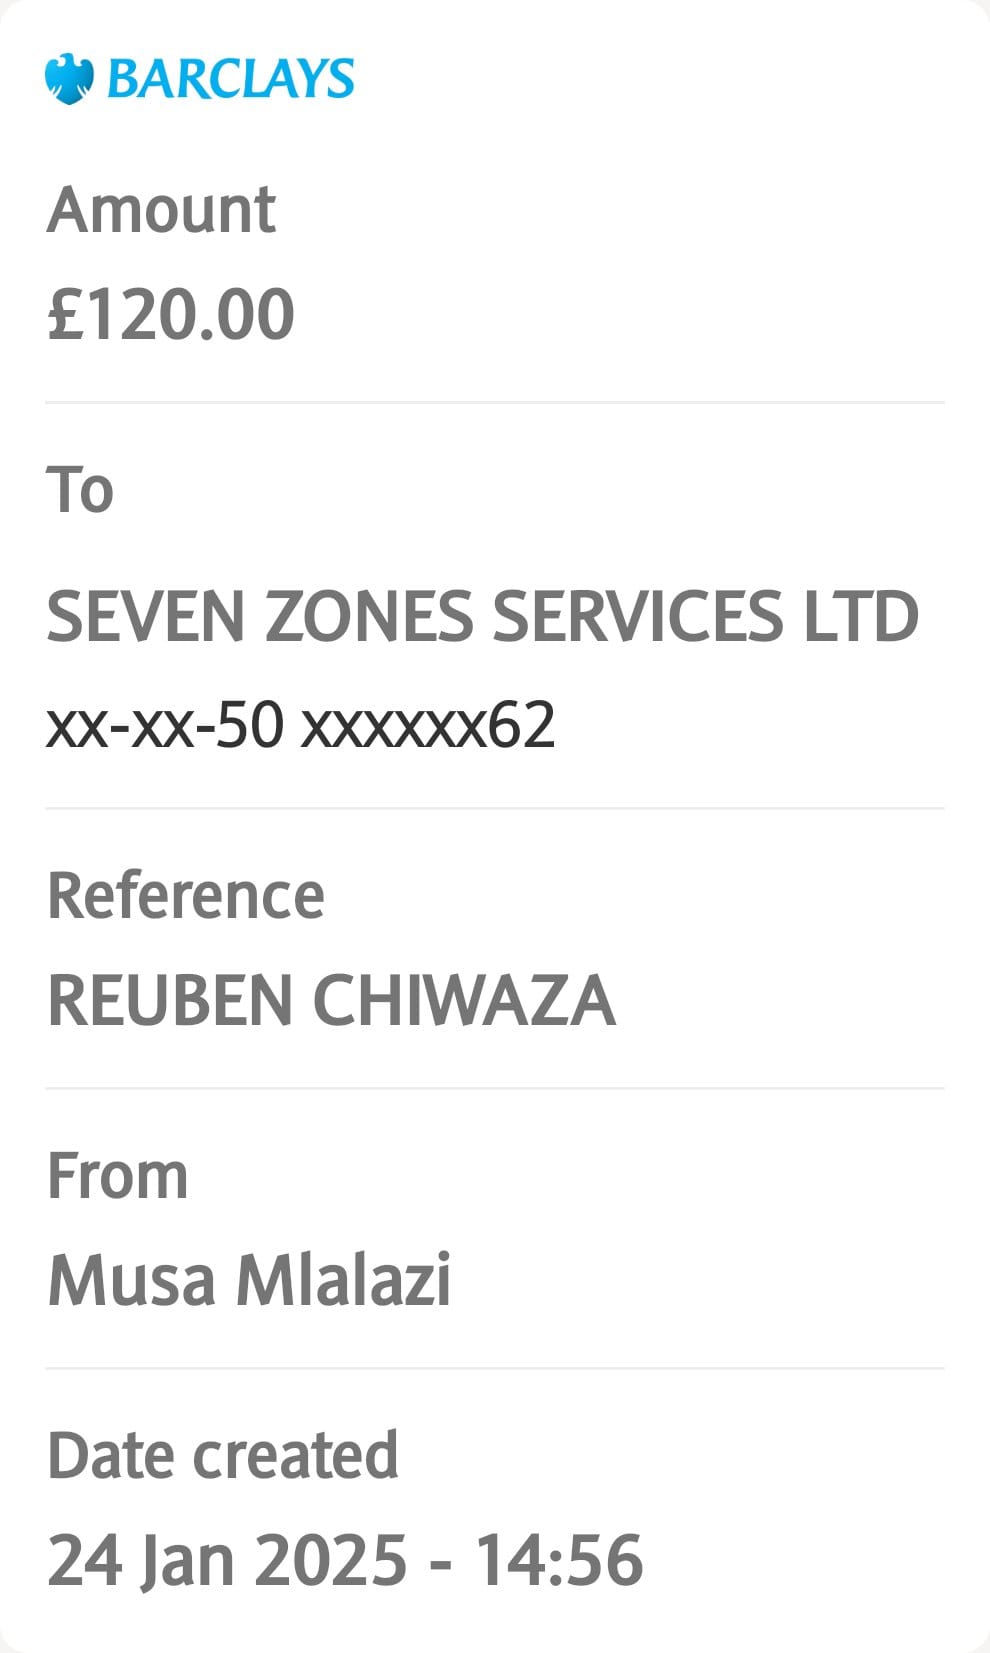 BARCLAYS
Amount
£120.00
To
SEVEN ZONES SERVICES LTD
xx-xx-50 xxxxxx62
Reference
REUBEN CHIWAZA
From
Musa Mlalazi
Date created
24 Jan 2025 - 14:56